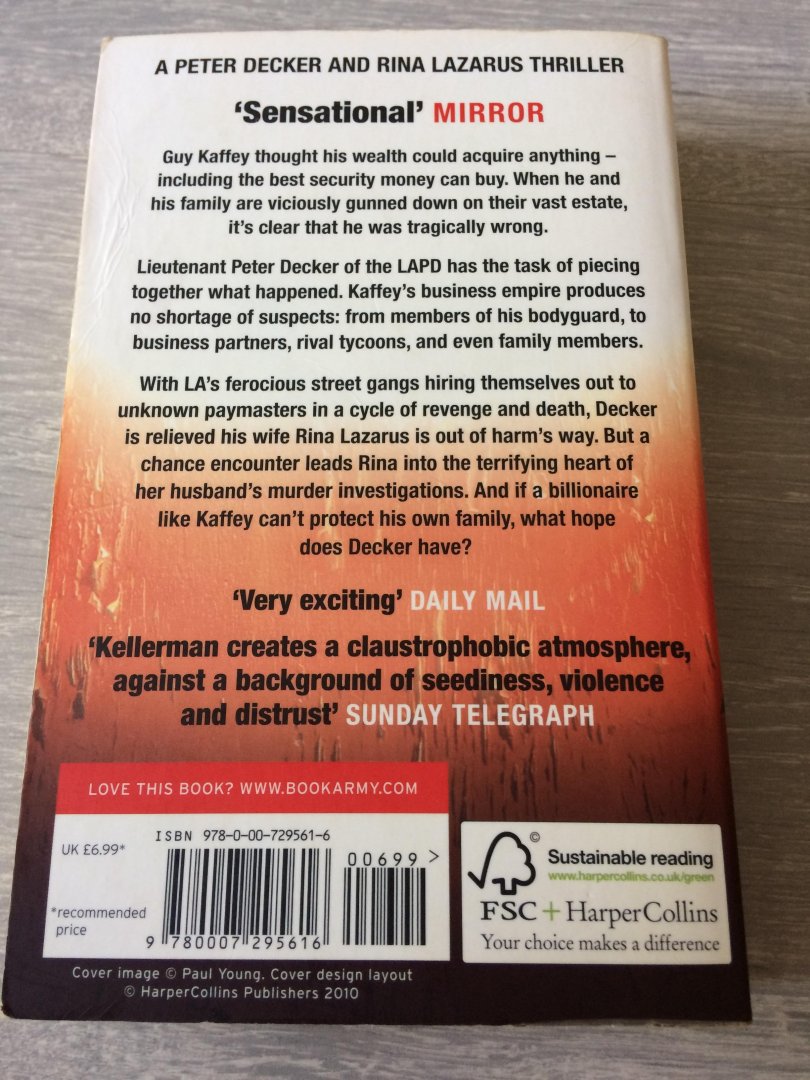 A PETER DECKER AND RINA LAZARUS THRILLER
‘Sensational’ MIRROR
Guy Kaffey thought his wealth could acquire anything –
including the best security money can buy. When he and
his family are viciously gunned down on their vast estate,
it’s clear that he was tragically wrong.
Lieutenant Peter Decker of the LAPD has the task of piecing
together what happened. Kaffey’s business empire produces
no shortage of suspects: from members of his bodyguard, to
business partners, rival tycoons, and even family members.
With LA’s ferocious street gangs hiring themselves out to
unknown paymasters in a cycle of revenge and death, Decker
is relieved his wife Rina Lazarus is out of harm’s way. But a
chance encounter leads Rina into the terrifying heart of
her husband’s murder investigations. And if a billionaire
like Kaffey can’t protect his own family, what hope
does Decker have?
‘Very exciting’ DAILY MAIL
‘Kellerman creates a claustrophobic atmosphere,
against a background of seediness, violence
and distrust’ SUNDAY TELEGRAPH
LOVE THIS BOOK? WWW.BOOKARMY.COM
UK £6.99*
*recommended
price
ISBN 978-0-00-729561-6
00699 >
9 780007 295616
©
Sustainable reading
www.harpercollins.co.uk/green
FSC + HarperCollins
Your choice makes a difference
Cover image © Paul Young. Cover design layout
© HarperCollins Publishers 2010